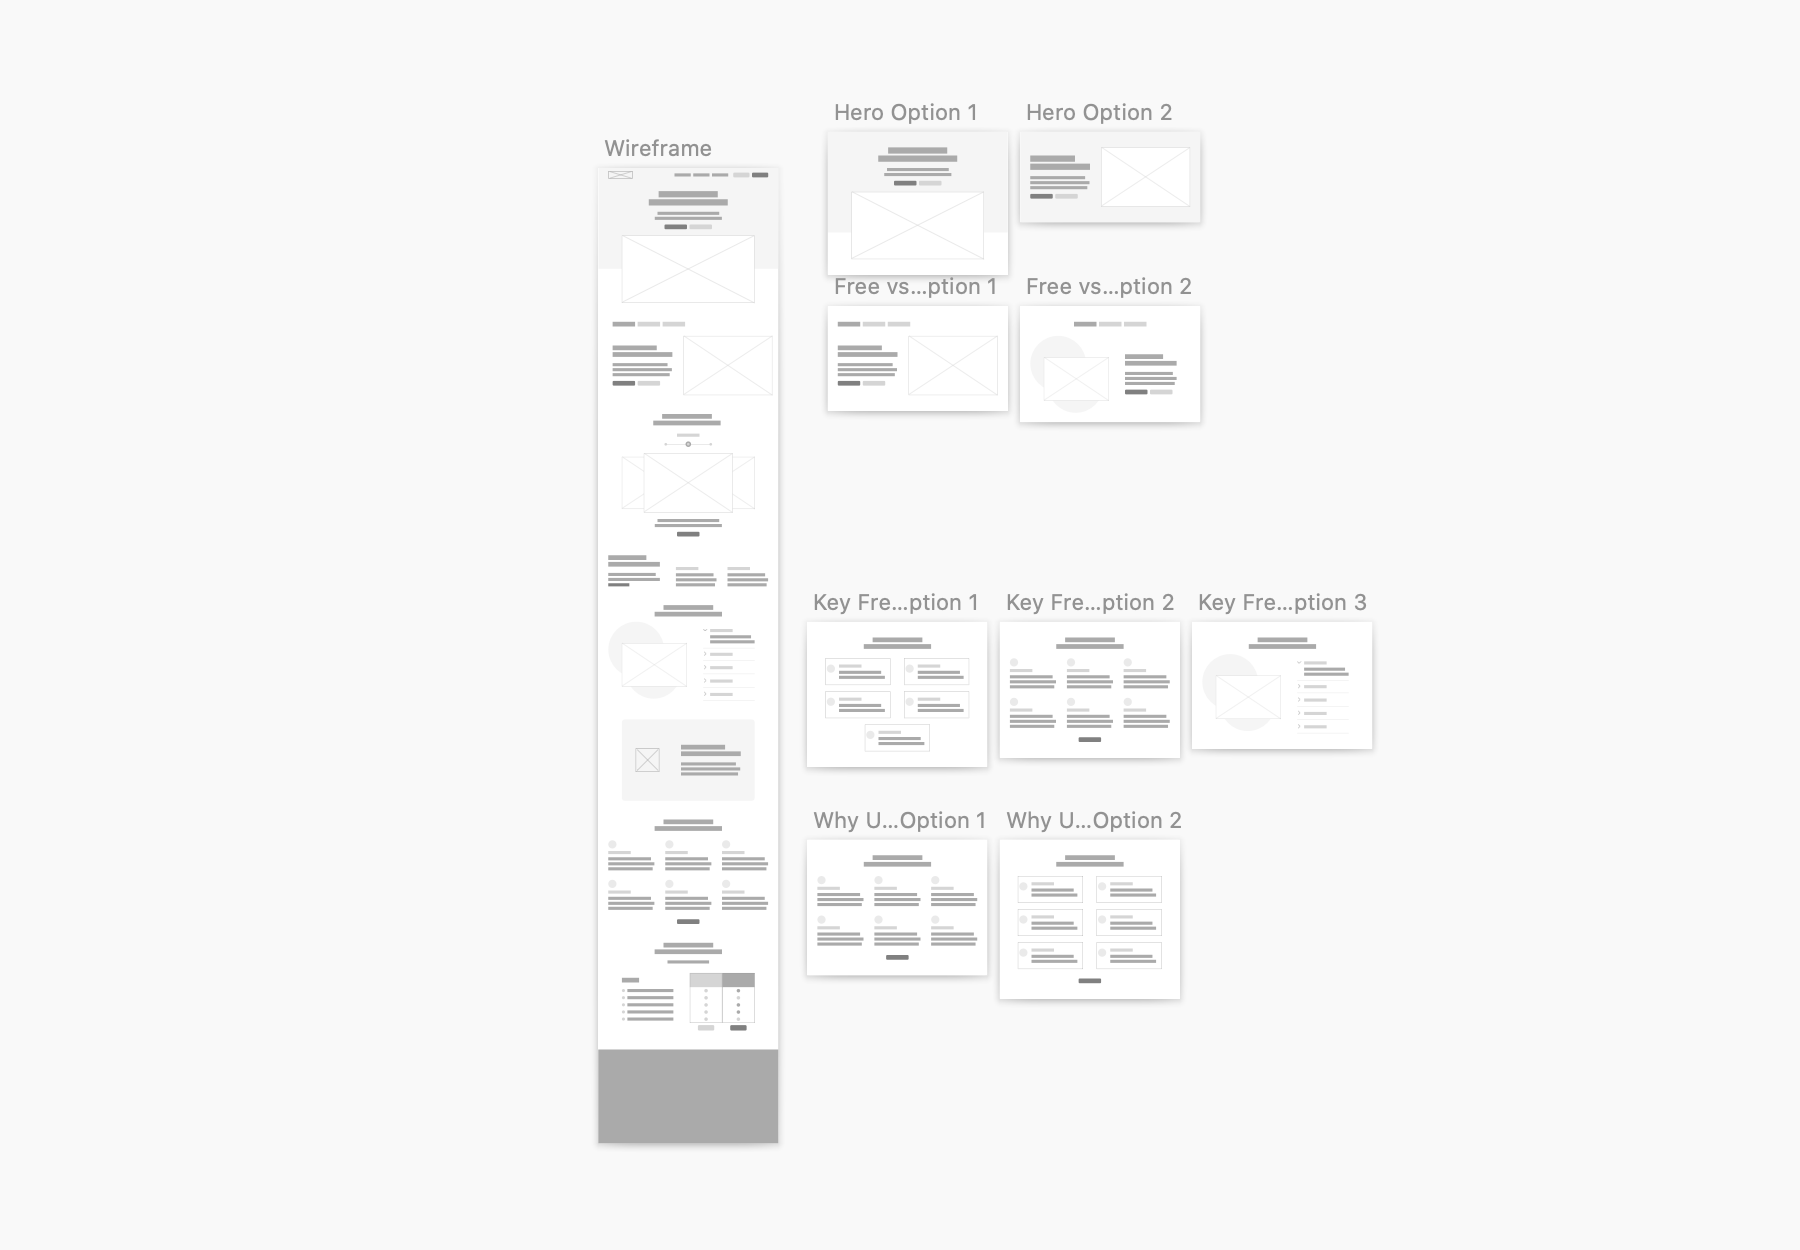 Wireframe
Hero Option 1
Hero Option 2
Free vs...ption 1
Free vs...ption 2
Key Fre...ption 1
Key Fre...ption 2
Key Fre...ption 3
Why U...Option 1
Why U...Option 2